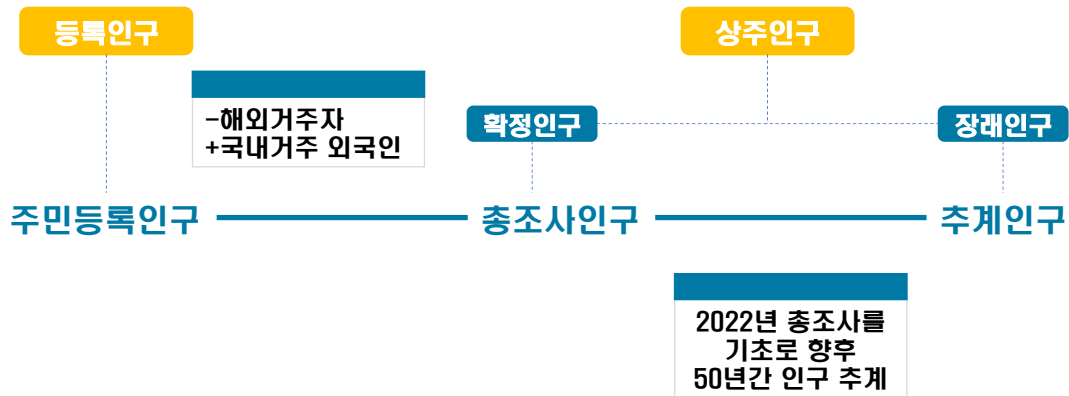 등록인구
상주인구
-해외거주자
+국내거주 외국인
확정인구
장래인구
주민등록인구
총조사인구
추계인구
2022년 총조사를
기초로 향후
50년간 인구 추계